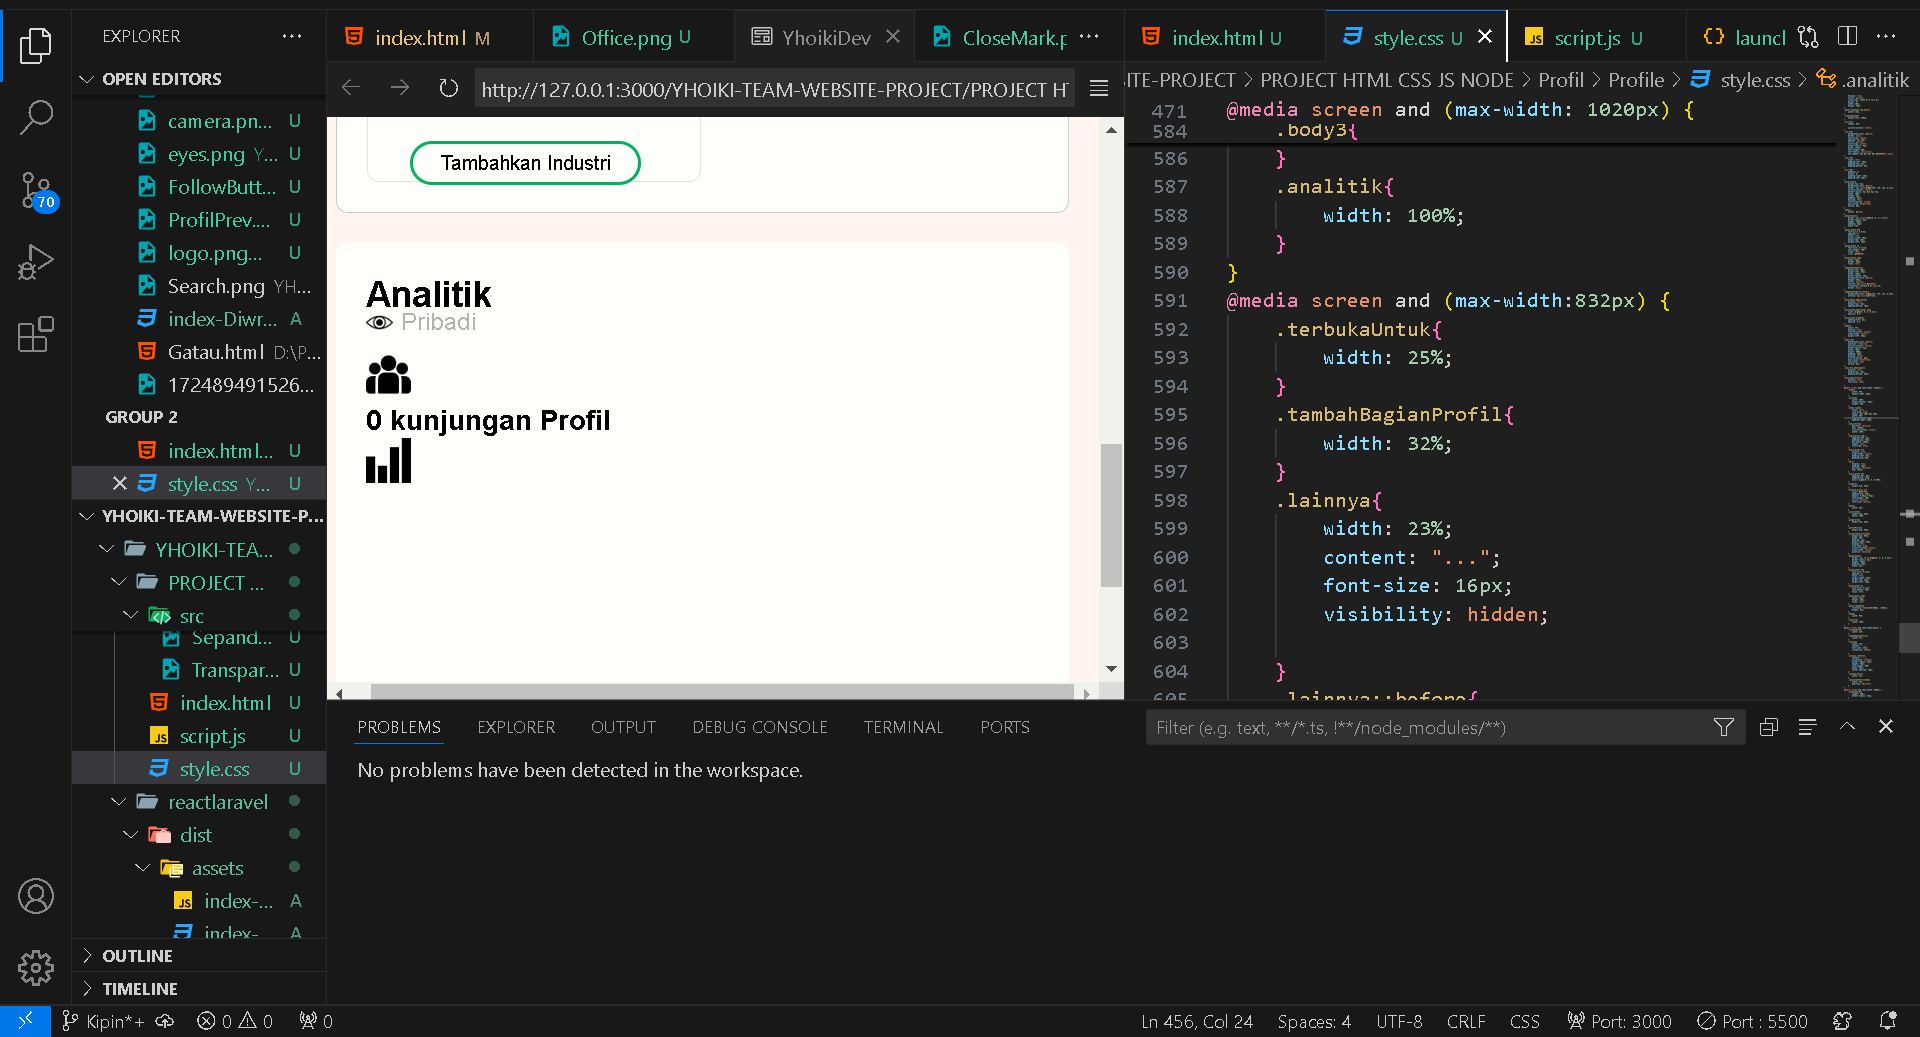 EXPLORER
OPEN EDITORS
camera.pn... U
eyes.png Y... U
FollowButt... U
ProfilPrev.... U
logo.png... U
Search.png YH...
index-Diwr... A
Gatau.html D:\P...
172489491526...
GROUP 2
index.html... U
style.css Y... U
YHOIKI-TEAM-WEBSITE-P...
YHOIKI-TEA...
PROJECT ...
src
Sepand... U
Transpar... U
index.html U
script.js U
style.css U
reactlaravel
dist
assets
index-... A
index- A
OUTLINE
TIMELINE
70
index.html M
Office.png U
YhoikiDev
CloseMark.p
http://127.0.0.1:3000/YHOIKI-TEAM-WEBSITE-PROJECT/PROJECT HT
Tambahkan Industri
Analitik
Pribadi
0 kunjungan Profil
index.html U
style.css U
script.js U
launcl
SITE-PROJECT > PROJECT HTML CSS JS NODE > Profil > Profile > style.css > .analitik
471 @media screen and (max-width: 1020px) {
584 .body3{
586 }
587 .analitik{
588 width: 100%;
589 }
590 }
591 @media screen and (max-width:832px) {
592 .terbukaUntuk{
593 width: 25%;
594 }
595 .tambahBagianProfil{
596 width: 32%;
597 }
598 .lainnya{
599 width: 23%;
600 content: "...";
601 font-size: 16px;
602 visibility: hidden;
603
604 }
605 .lainnya::before{
PROBLEMS EXPLORER OUTPUT DEBUG CONSOLE TERMINAL PORTS
Filter (e.g. text, **/*.ts, !**/node_modules/**)
No problems have been detected in the workspace.
Kipin*+ 0 0 0
Ln 456, Col 24 Spaces: 4 UTF-8 CRLF CSS Port: 3000 Port : 5500